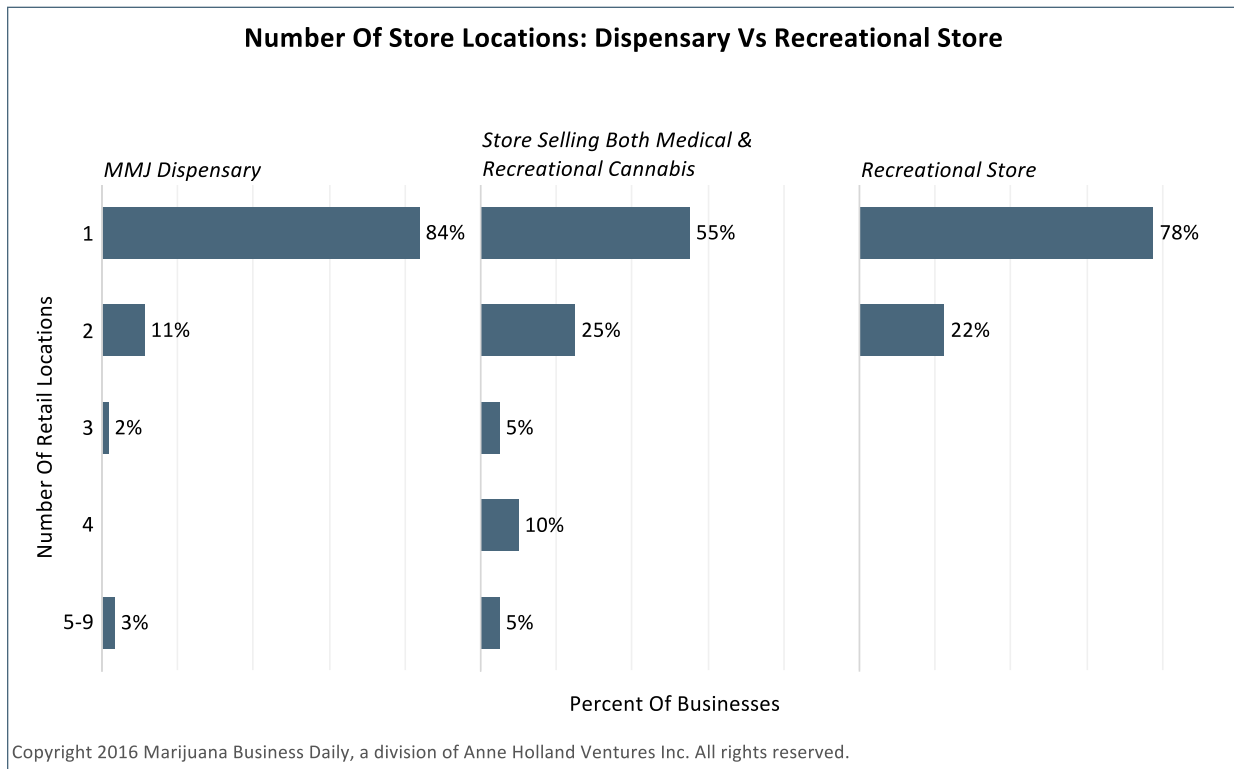 Number Of Store Locations: Dispensary Vs Recreational Store
MMJ Dispensary
Store Selling Both Medical &
Recreational Cannabis
Recreational Store
Number Of Retail Locations
1
84%
55%
78%
2
11%
25%
22%
3
2%
5%
4
10%
5-9
3%
5%
Percent Of Businesses
Copyright 2016 Marijuana Business Daily, a division of Anne Holland Ventures Inc. All rights reserved.